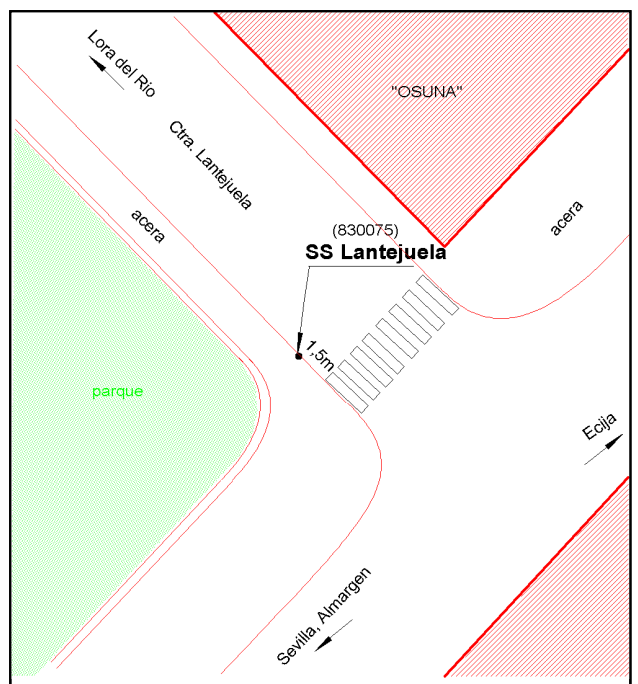 Lora del Rio
"OSUNA"
Ctra. Lantejuela
acera
acera
(830075)
SS Lantejuela
1,5m
parque
Ecija
Sevilla, Almargen